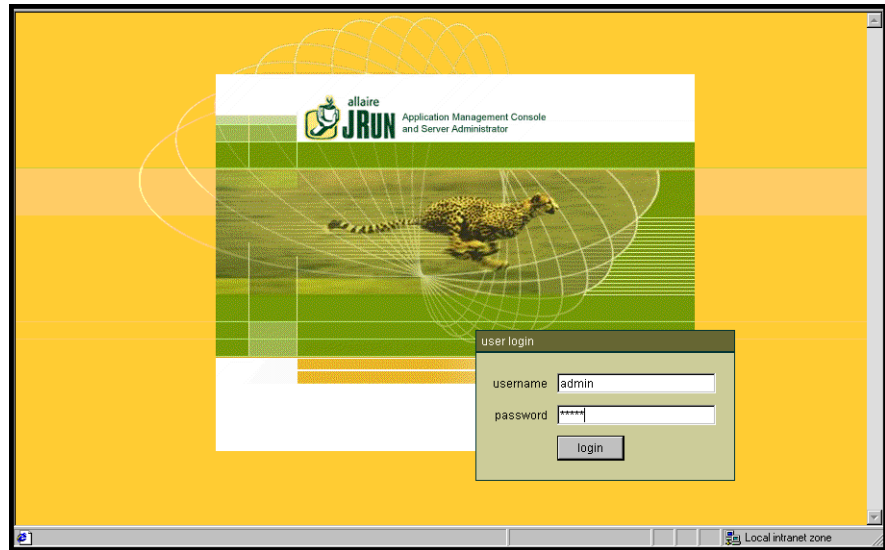 allaire
JRUN
Application Management Console
and Server Administrator
user login
username admin
password *****
login
Local intranet zone